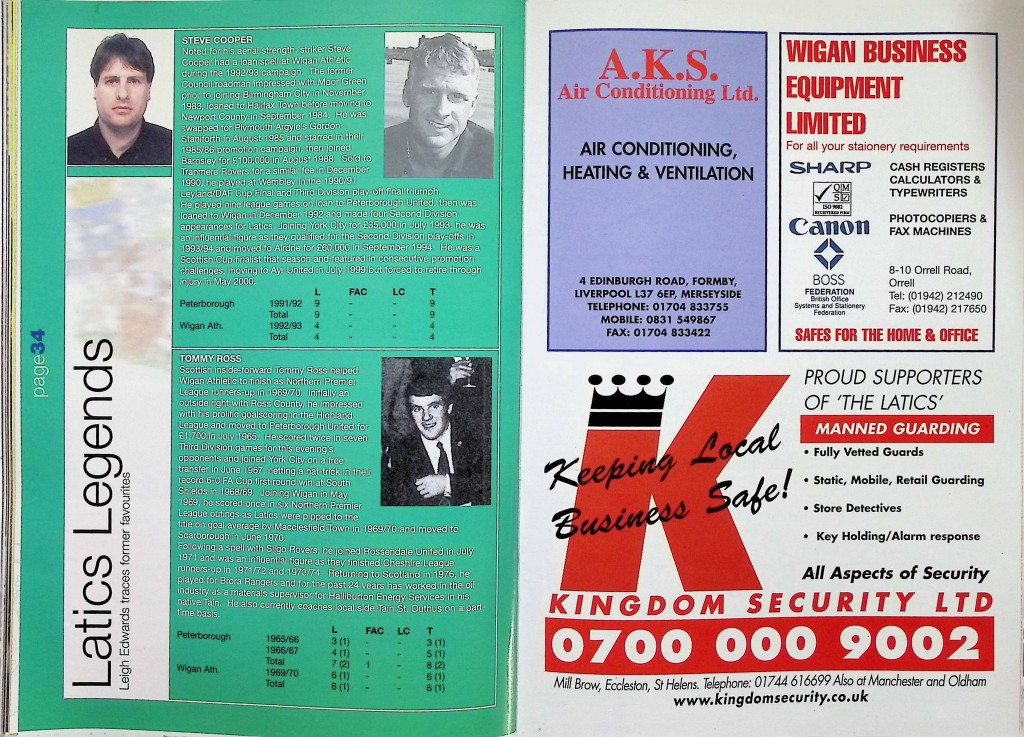 page34
Latics Legends
Leigh Edwards traces former favourites
STEVE COOPER
Noted for his aerial strength, striker Steve
Cooper had a loan spell at Wigan Athletic
during the 1992/93 campaign. The former
Council roadman impressed with Moor Green
prior to joining Birmingham City in November
1983, loaned to Halifax Town before moving to
Newport County in September 1984. He was
swapped for Plymouth Argyle's Gordon
Staniforth in August 1985 and starred in their
1985/86 promotion campaign, then joined
Barnsley for £100,000 in August 1988. Sold to
Tranmere Rovers for a similar fee in December
1990, he played at Wembley in the 1990/91
Leyland/DAF Cup Final and Third Division play-off final triumph.
He played nine league games on loan to Peterborough United, then was
loaned to Wigan in December 1992 and made four Second Division
appearances for Latics. Joining York City for £35,000 in July 1993, he was
an influential figure as they qualified for the Second Division play-offs in
1993/94 and moved to Airdrie for £60,000 in September 1994. He was a
Scottish Cup finalist that season and featured in consecutive promotion
challenges, moving to Ayr United in July 1999 but forced to retire through
injury in May 2000.
L FAC LC T
Peterborough 1991/92 9 - - 9
Total 9 - - 9
Wigan Ath. 1992/93 4 - - 4
Total 4 - - 4
TOMMY ROSS
Scottish inside-forward Tommy Ross helped
Wigan Athletic to finish as Northern Premier
League runners-up in 1969/70. Initially an
outside right with Ross County, he impressed
with his prolific goalscoring in the Highland
League and moved to Peterborough United for
£1,700 in July 1965. He scored twice in seven
Third Division games for this evening's
opponents and joined York City on a free
transfer in June 1967, netting a hat-trick in their
record 6-0 FA Cup first round win at South
Shields in 1968/69. Joining Wigan in May
1969, he scored once in six Northern Premier
League outings as Latics were pipped to the
title on goal average by Macclesfield Town in 1969/70 and moved to
Scarborough in June 1970.
Following a spell with Sligo Rovers, he joined Rossendale United in July
1971 and was an influential figure as they finished Cheshire League
runners-up in 1971/72 and 1973/74. Returning to Scotland in 1976, he
played for Brora Rangers and for the past 24 years has worked in the oil
industry as a materials supervisor for Halliburton Energy Services in his
native Tain. He also currently coaches local side Tain St. Duthus on a part-
time basis.
L FAC LC T
Peterborough 1965/66 3 (1) - - 3 (1)
1966/67 4 (1) - - 5 (1)
Total 7 (2) 1 - 8 (2)
Wigan Ath. 1969/70 6 (1) - - 6 (1)
Total 6 (1) - - 6 (1)
A.K.S.
Air Conditioning Ltd.
AIR CONDITIONING,
HEATING & VENTILATION
4 EDINBURGH ROAD, FORMBY,
LIVERPOOL L37 6EP, MERSEYSIDE
TELEPHONE: 01704 833755
MOBILE: 0831 549867
FAX: 01704 833422
WIGAN BUSINESS
EQUIPMENT
LIMITED
For all your staionery requirements
SHARP
CASH REGISTERS
CALCULATORS &
TYPEWRITERS
QM
S
ISO 9002
REGISTERED FIRM
Canon
PHOTOCOPIERS &
FAX MACHINES
BOSS
FEDERATION
British Office
Systems and Stationery
Federation
8-10 Orrell Road,
Orrell
Tel: (01942) 212490
Fax: (01942) 217650
SAFES FOR THE HOME & OFFICE
K
Keeping Local
Business Safe!
PROUD SUPPORTERS
OF 'THE LATICS'
MANNED GUARDING
• Fully Vetted Guards
• Static, Mobile, Retail Guarding
• Store Detectives
• Key Holding/Alarm response
All Aspects of Security
KINGDOM SECURITY LTD
0700 000 9002
Mill Brow, Eccleston, St Helens. Telephone: 01744 616699 Also at Manchester and Oldham
www.kingdomsecurity.co.uk